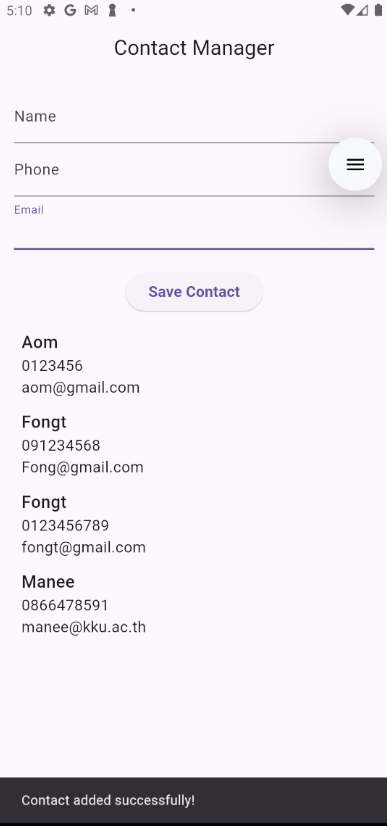 5:10
Contact Manager
Name
Phone
Email
Save Contact
Aom
0123456
aom@gmail.com
Fongt
091234568
Fong@gmail.com
Fongt
0123456789
fongt@gmail.com
Manee
0866478591
manee@kku.ac.th
Contact added successfully!